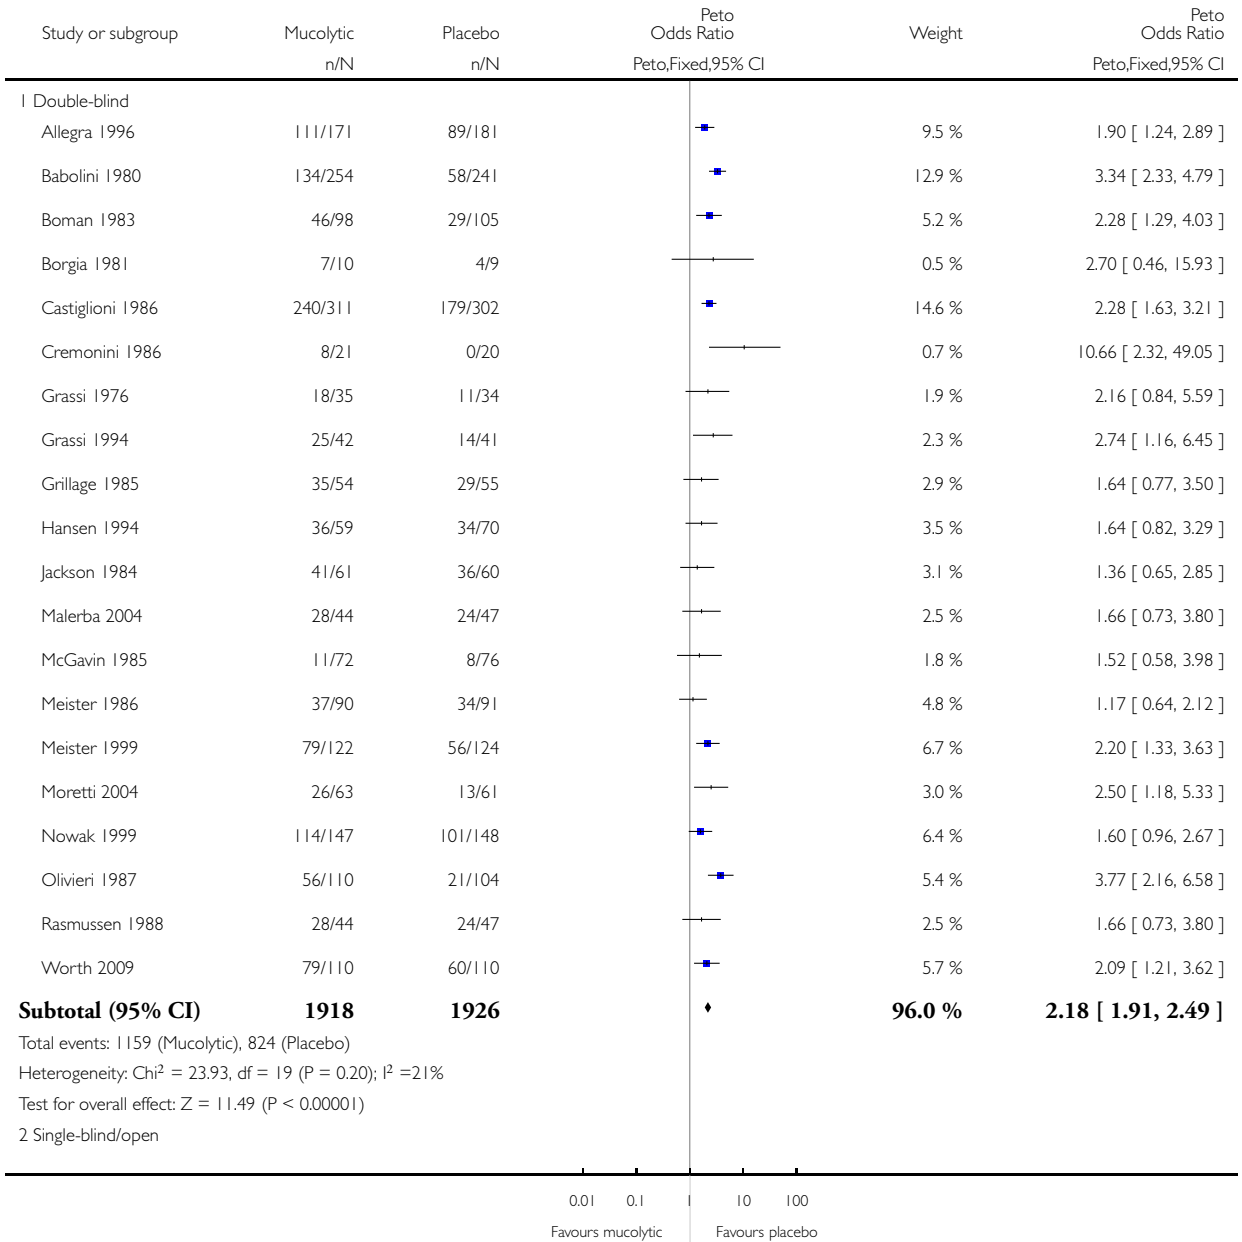 Study or subgroup Mucolytic Placebo Peto Odds Ratio Weight Peto Odds Ratio
n/N n/N Peto,Fixed,95% CI Peto,Fixed,95% CI
1 Double-blind
Allegra 1996 111/171 89/181 9.5 % 1.90 [ 1.24, 2.89 ]
Babolini 1980 134/254 58/241 12.9 % 3.34 [ 2.33, 4.79 ]
Boman 1983 46/98 29/105 5.2 % 2.28 [ 1.29, 4.03 ]
Borgia 1981 7/10 4/9 0.5 % 2.70 [ 0.46, 15.93 ]
Castiglioni 1986 240/311 179/302 14.6 % 2.28 [ 1.63, 3.21 ]
Cremonini 1986 8/21 0/20 0.7 % 10.66 [ 2.32, 49.05 ]
Grassi 1976 18/35 11/34 1.9 % 2.16 [ 0.84, 5.59 ]
Grassi 1994 25/42 14/41 2.3 % 2.74 [ 1.16, 6.45 ]
Grillage 1985 35/54 29/55 2.9 % 1.64 [ 0.77, 3.50 ]
Hansen 1994 36/59 34/70 3.5 % 1.64 [ 0.82, 3.29 ]
Jackson 1984 41/61 36/60 3.1 % 1.36 [ 0.65, 2.85 ]
Malerba 2004 28/44 24/47 2.5 % 1.66 [ 0.73, 3.80 ]
McGavin 1985 11/72 8/76 1.8 % 1.52 [ 0.58, 3.98 ]
Meister 1986 37/90 34/91 4.8 % 1.17 [ 0.64, 2.12 ]
Meister 1999 79/122 56/124 6.7 % 2.20 [ 1.33, 3.63 ]
Moretti 2004 26/63 13/61 3.0 % 2.50 [ 1.18, 5.33 ]
Nowak 1999 114/147 101/148 6.4 % 1.60 [ 0.96, 2.67 ]
Olivieri 1987 56/110 21/104 5.4 % 3.77 [ 2.16, 6.58 ]
Rasmussen 1988 28/44 24/47 2.5 % 1.66 [ 0.73, 3.80 ]
Worth 2009 79/110 60/110 5.7 % 2.09 [ 1.21, 3.62 ]
Subtotal (95% CI) 1918 1926 96.0 % 2.18 [ 1.91, 2.49 ]
Total events: 1159 (Mucolytic), 824 (Placebo)
Heterogeneity: Chi² = 23.93, df = 19 (P = 0.20); I² =21%
Test for overall effect: Z = 11.49 (P < 0.00001)
2 Single-blind/open
0.01 0.1 1 10 100
Favours mucolytic Favours placebo